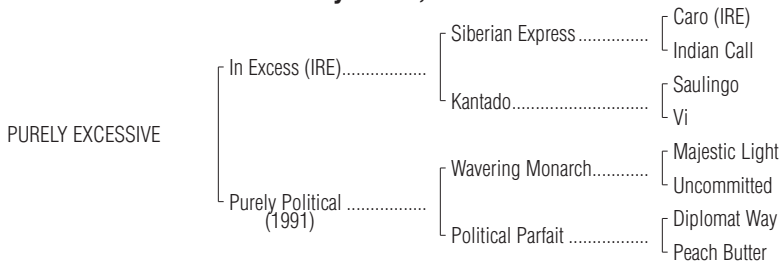 Caro (IRE)
Siberian Express ...............
Indian Call
In Excess (IRE)..................
Saulingo
Kantado.............................
Vi
PURELY EXCESSIVE
Majestic Light
Wavering Monarch............
Uncommitted
Purely Political .................
(1991)
Diplomat Way
Political Parfait .................
Peach Butter